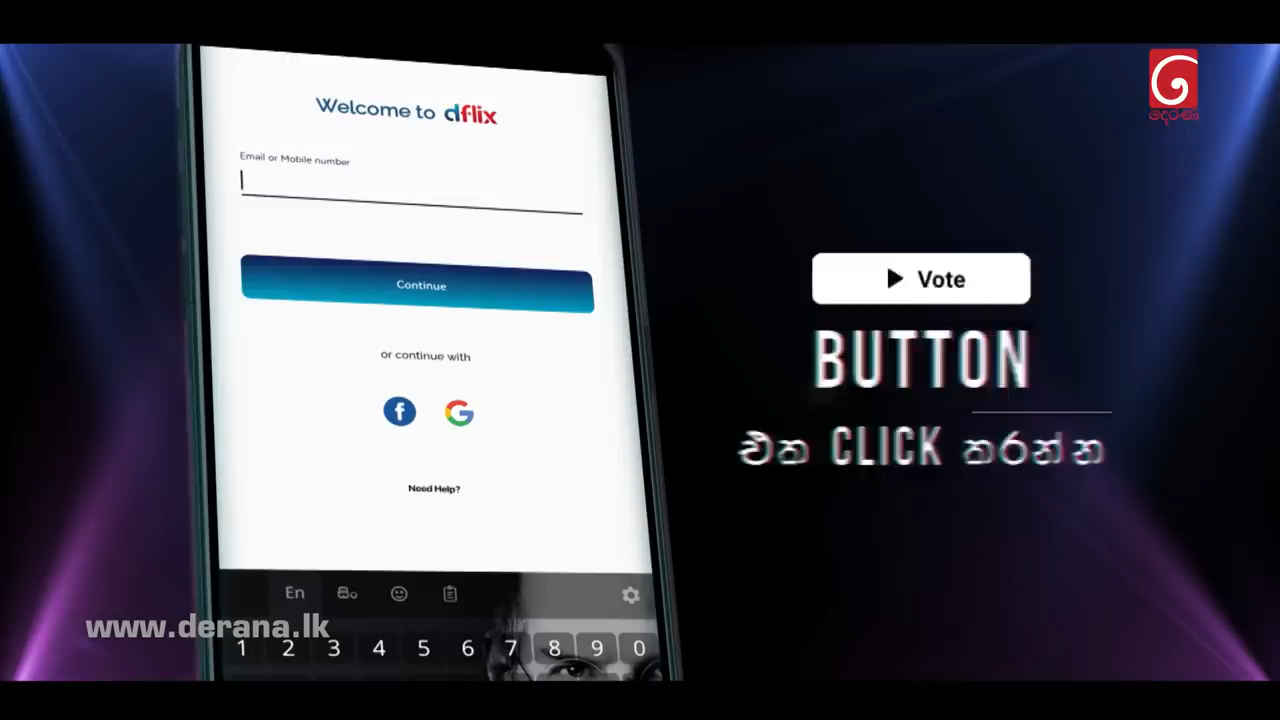 Welcome to dflix
Email or Mobile number
Continue
or continue with
Need Help?
En
1 2 3 4 5 6 7 8 9 0
www.derana.lk
දෙරණ
Vote
BUTTON
එක CLICK කරන්න